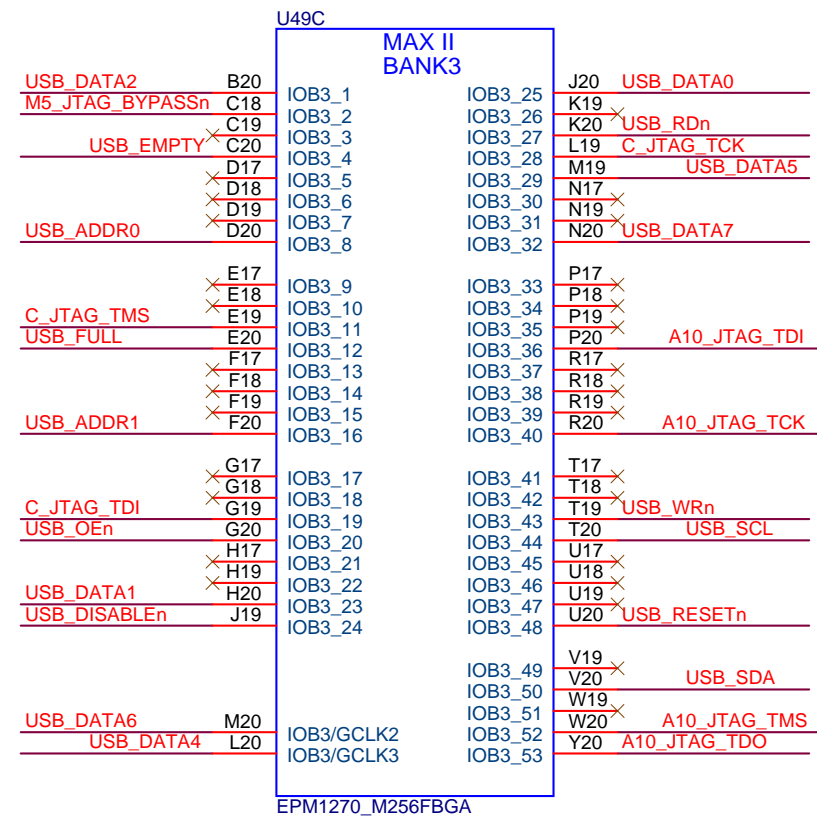 U49C
MAX II
BANK3
USB_DATA2 B20 IOB3_1
M5_JTAG_BYPASSn C18 IOB3_2
C19 IOB3_3
USB_EMPTY C20 IOB3_4
D17 IOB3_5
D18 IOB3_6
D19 IOB3_7
USB_ADDR0 D20 IOB3_8
E17 IOB3_9
E18 IOB3_10
C_JTAG_TMS E19 IOB3_11
USB_FULL E20 IOB3_12
F17 IOB3_13
F18 IOB3_14
F19 IOB3_15
USB_ADDR1 F20 IOB3_16
G17 IOB3_17
G18 IOB3_18
C_JTAG_TDI G19 IOB3_19
USB_OEn G20 IOB3_20
H17 IOB3_21
H19 IOB3_22
USB_DATA1 H20 IOB3_23
USB_DISABLEn J19 IOB3_24
USB_DATA6 M20 IOB3/GCLK2
USB_DATA4 L20 IOB3/GCLK3
IOB3_25 J20 USB_DATA0
IOB3_26 K19
IOB3_27 K20 USB_RDn
IOB3_28 L19 C_JTAG_TCK
IOB3_29 M19 USB_DATA5
IOB3_30 N17
IOB3_31 N19
IOB3_32 N20 USB_DATA7
IOB3_33 P17
IOB3_34 P18
IOB3_35 P19
IOB3_36 P20 A10_JTAG_TDI
IOB3_37 R17
IOB3_38 R18
IOB3_39 R19
IOB3_40 R20 A10_JTAG_TCK
IOB3_41 T17
IOB3_42 T18
IOB3_43 T19 USB_WRn
IOB3_44 T20 USB_SCL
IOB3_45 U17
IOB3_46 U18
IOB3_47 U19
IOB3_48 U20 USB_RESETn
IOB3_49 V19
IOB3_50 V20 USB_SDA
IOB3_51 W19
IOB3_52 W20 A10_JTAG_TMS
IOB3_53 Y20 A10_JTAG_TDO
EPM1270_M256FBGA